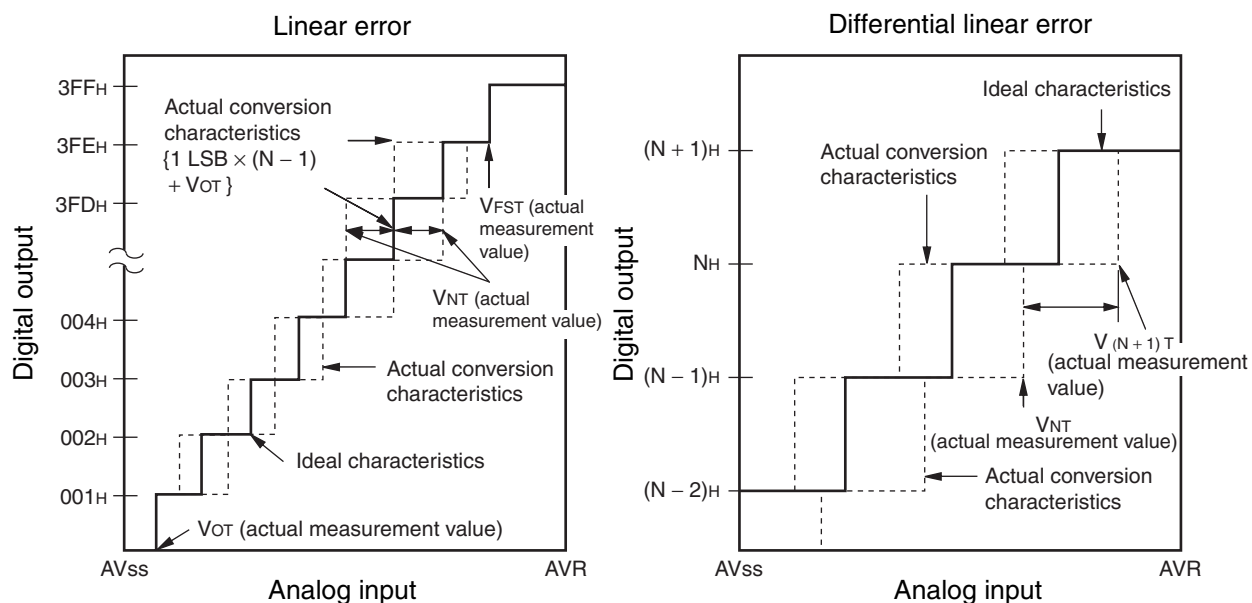 Linear error
3FFH
3FEH
3FDH
004H
003H
002H
001H
Digital output
Actual conversion
characteristics
{1 LSB × (N − 1)
+ VOT }
VFST (actual
measurement
value)
VNT (actual
measurement value)
Actual conversion
characteristics
Ideal characteristics
VOT (actual measurement value)
AVss
AVR
Analog input
Differential linear error
(N + 1)H
NH
(N − 1)H
(N − 2)H
Digital output
Ideal characteristics
Actual conversion
characteristics
V (N + 1) T
(actual measurement
value)
VNT
(actual measurement value)
Actual conversion
characteristics
AVss
AVR
Analog input